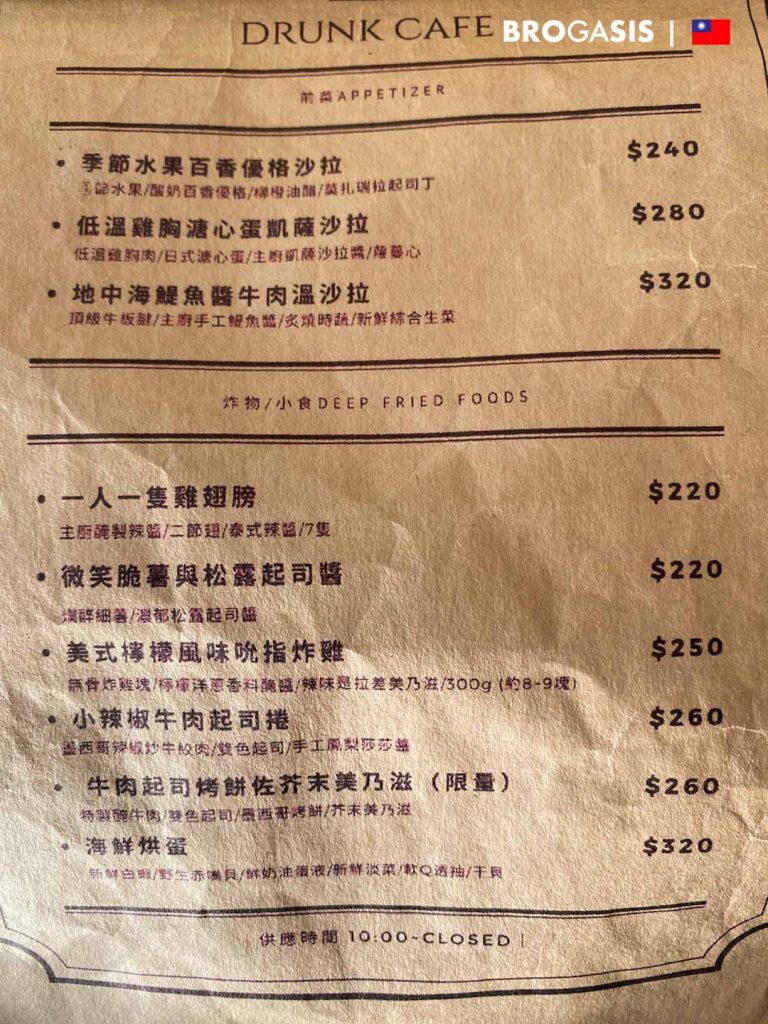 DRUNK CAFE BROGASIS |
前菜APPETIZER
• 季節水果百香優格沙拉 $240
季節水果/酸奶百香優格/柳橙油醋/莫扎瑞拉起司丁
• 低溫雞胸溏心蛋凱薩沙拉 $280
低溫雞胸肉/日式溏心蛋/主廚凱薩沙拉醬/蘿蔓心
• 地中海鯷魚醬牛肉溫沙拉 $320
頂級牛板腱/主廚手工鯷魚醬/炙燒時蔬/新鮮綜合生菜
炸物/小食DEEP FRIED FOODS
• 一人一隻雞翅膀 $220
主廚醃製辣醬/二節翅/泰式辣醬/7隻
• 微笑脆薯與松露起司醬 $220
爛醉細薯/濃郁松露起司醬
• 美式檸檬風味吮指炸雞 $250
無骨炸雞塊/檸檬洋蔥香料醃醬/辣味是拉差美乃滋/300g (約8-9塊)
• 小辣椒牛肉起司捲 $260
墨西哥辣椒炒牛絞肉/雙色起司/手工鳳梨莎莎醬
• 牛肉起司烤餅佐芥末美乃滋（限量） $260
特製醃牛肉/雙色起司/墨西哥烤餅/芥末美乃滋
• 海鮮烘蛋 $320
新鮮白蝦/野生赤嘴貝/鮮奶油蛋液/新鮮淡菜/軟Q透抽/干貝
供應時間 10:00~CLOSED |